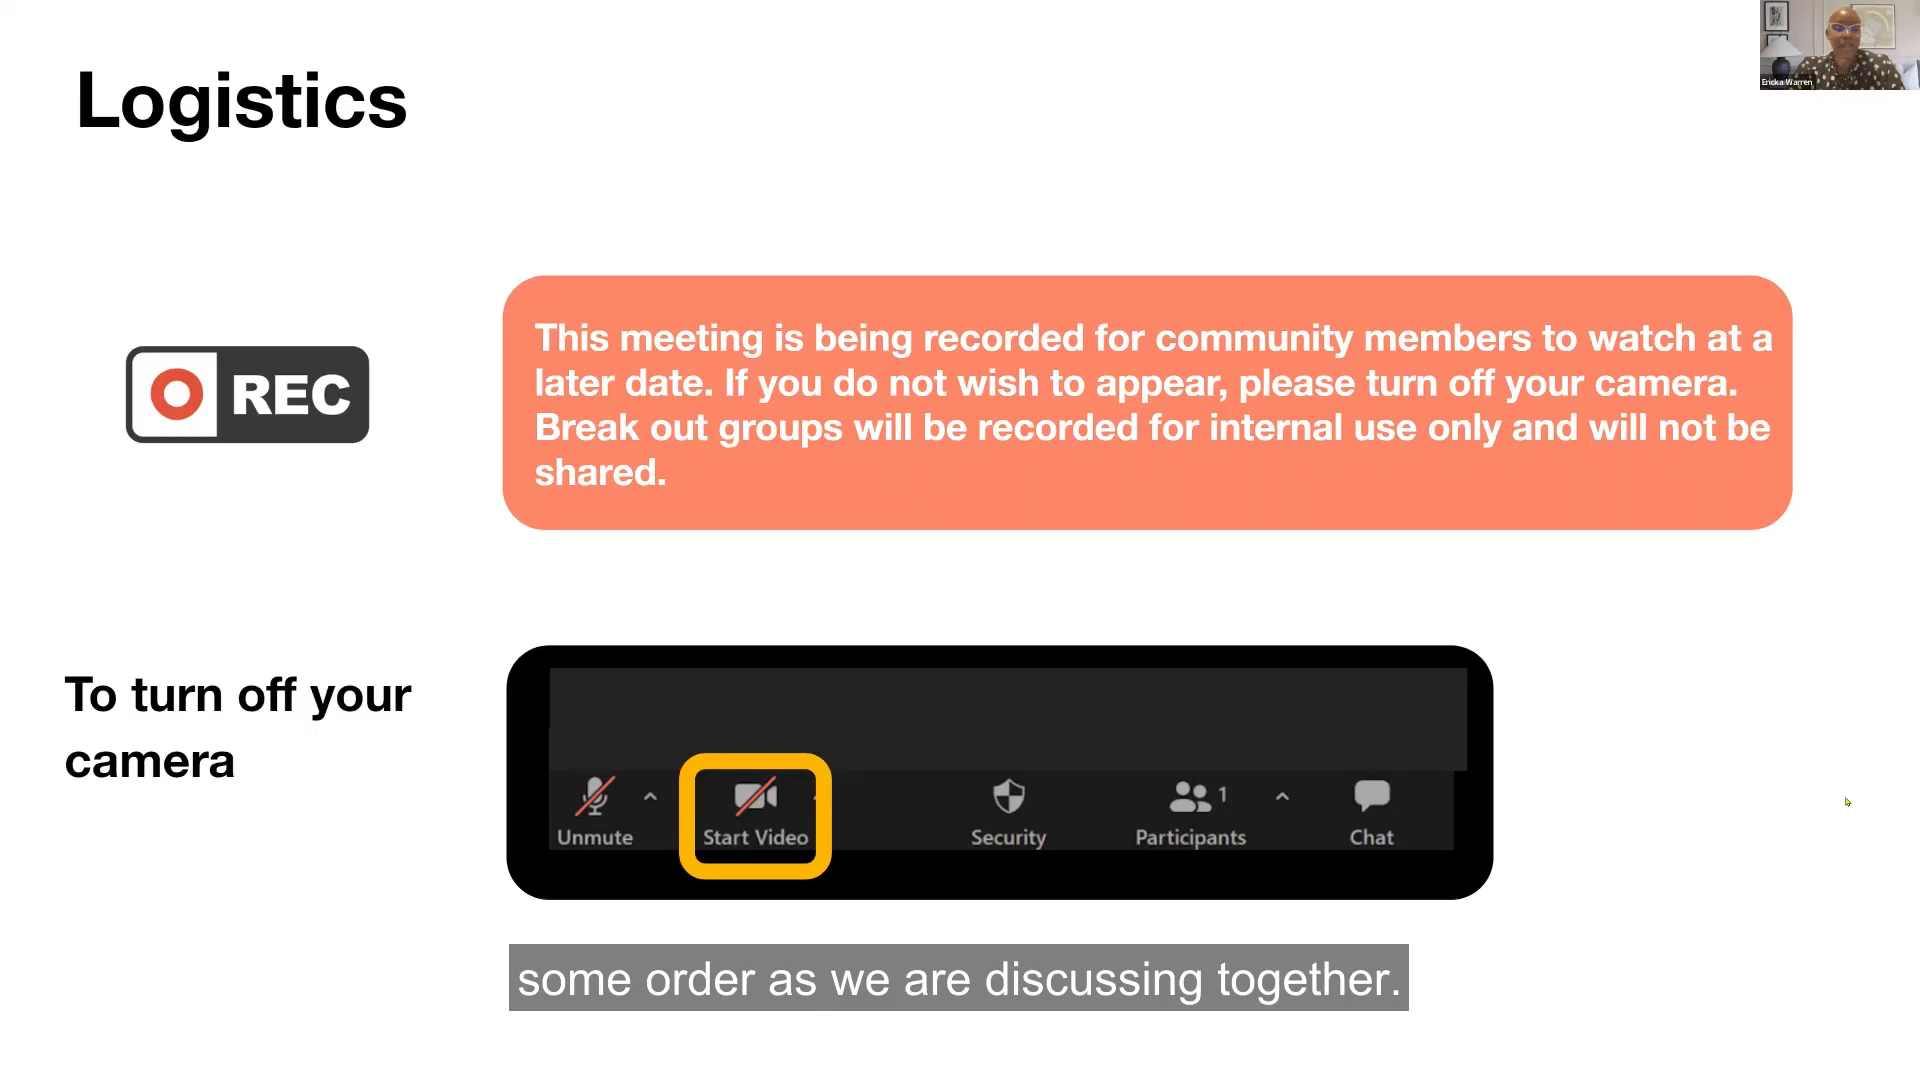 Logistics
Ericka Warren
REC
This meeting is being recorded for community members to watch at a
later date. If you do not wish to appear, please turn off your camera.
Break out groups will be recorded for internal use only and will not be
shared.
To turn off your
camera
1
Unmute
Start Video
Security
Participants
Chat
some order as we are discussing together.